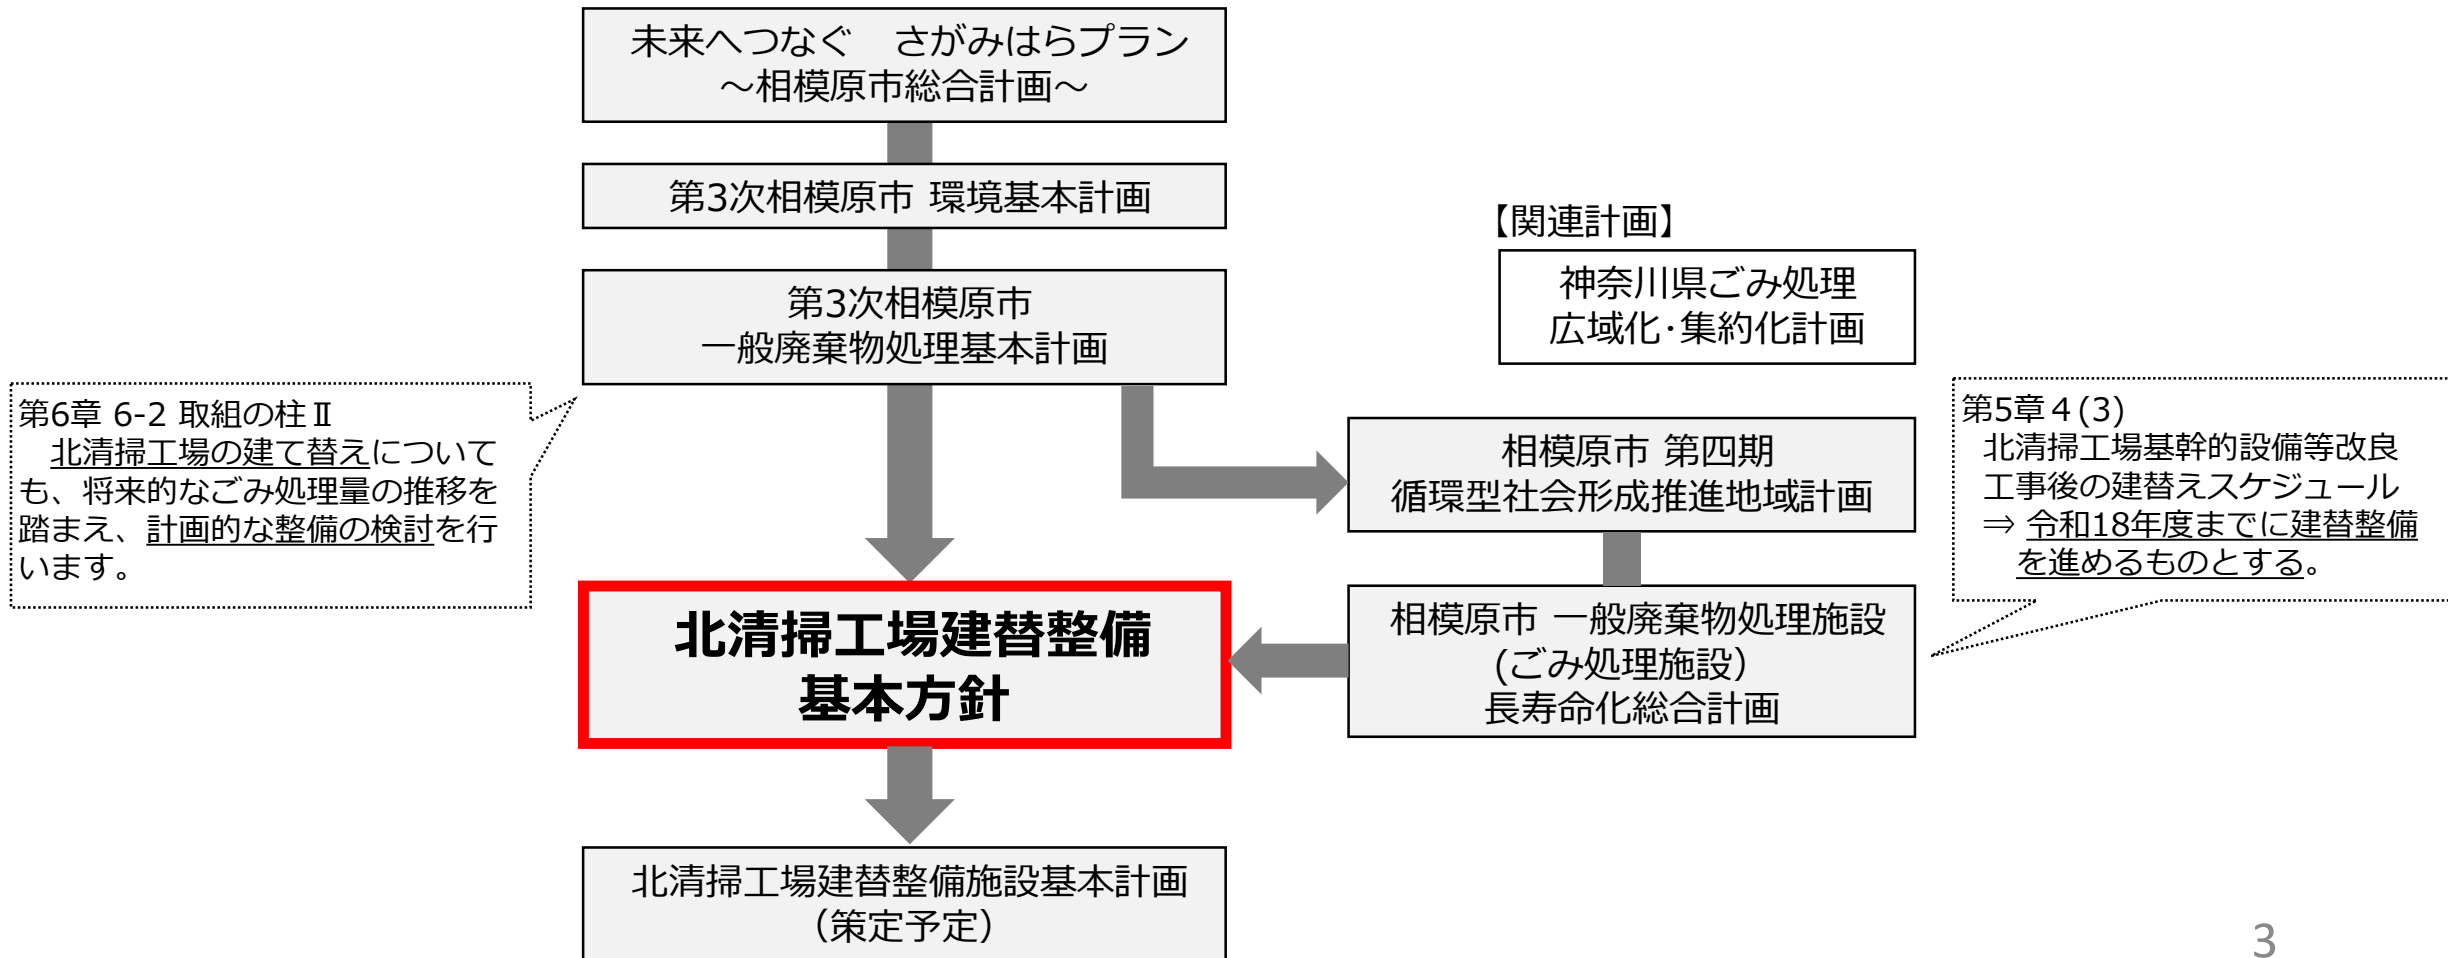 未来へつなぐ　さがみはらプラン
～相模原市総合計画～
第3次相模原市 環境基本計画
【関連計画】
神奈川県ごみ処理
広域化･集約化計画
第3次相模原市
一般廃棄物処理基本計画
第6章 6-2 取組の柱Ⅱ
北清掃工場の建て替えについて
も、将来的なごみ処理量の推移を
踏まえ、計画的な整備の検討を行
います。
相模原市 第四期
循環型社会形成推進地域計画
第5章４(3)
北清掃工場基幹的設備等改良
工事後の建替えスケジュール
⇒ 令和18年度までに建替整備
を進めるものとする。
北清掃工場建替整備
基本方針
相模原市 一般廃棄物処理施設
(ごみ処理施設）
長寿命化総合計画
北清掃工場建替整備施設基本計画
（策定予定）
3